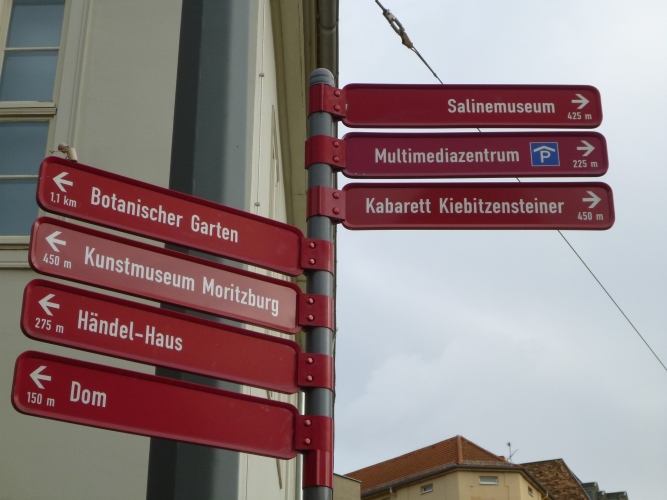 Salinemuseum
425 m
Multimediazentrum P
225 m
Kabarett Kiebitzensteiner
450 m
Botanischer Garten
1,1 km
Kunstmuseum Moritzburg
450 m
Händel-Haus
275 m
Dom
150 m